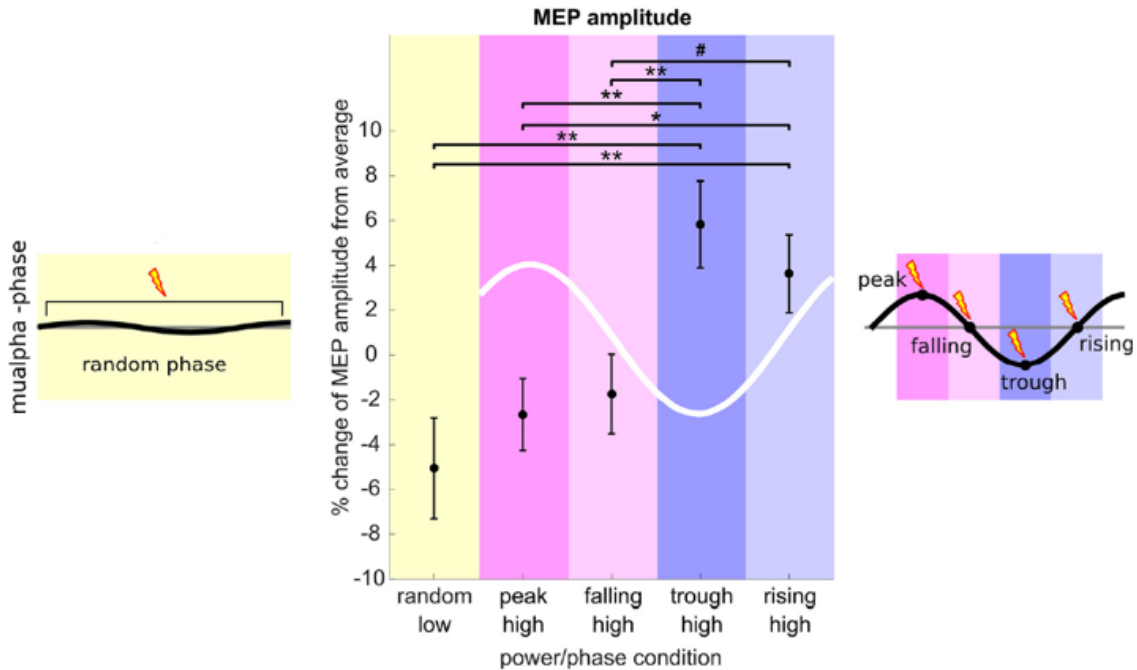 MEP amplitude
#
**
**
*
**
**
% change of MEP amplitude from average
10
8
6
4
2
0
-2
-4
-6
-8
-10
random low
peak high
falling high
trough high
rising high
power/phase condition
mualpha -phase
random phase
peak
falling
trough
rising